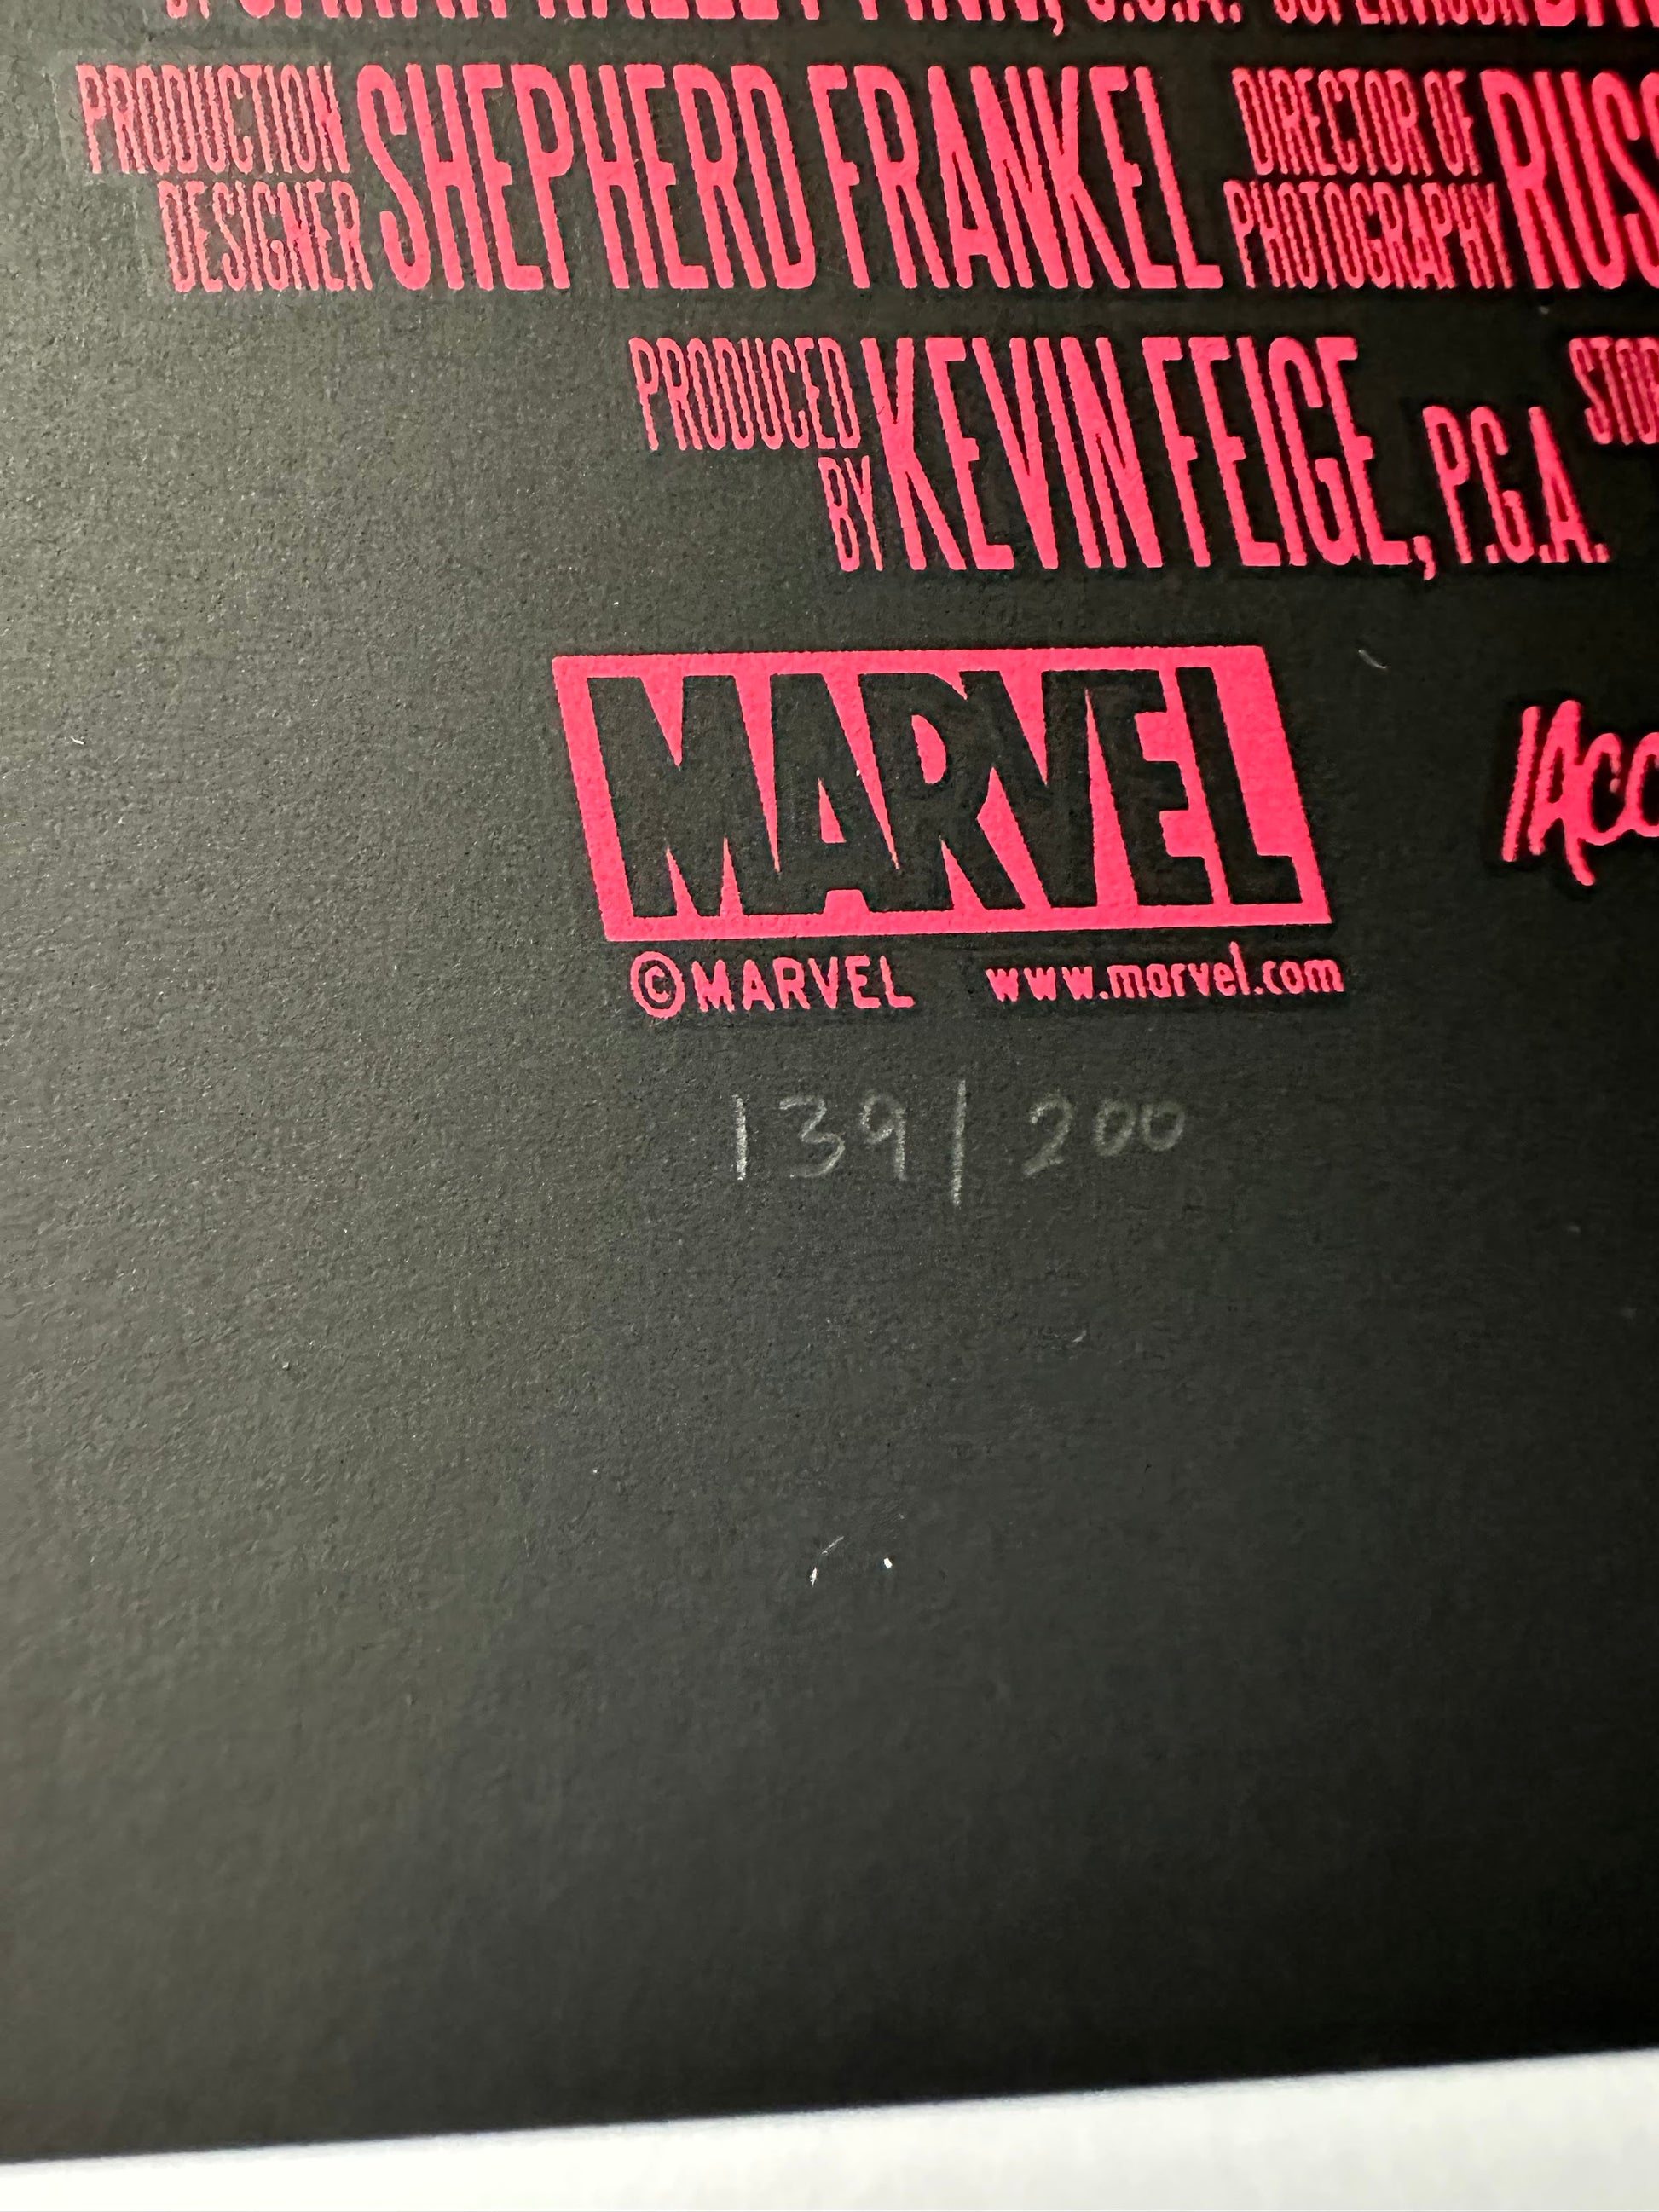 PRODUCTION DESIGNER SHEPHERD FRANKEL DIRECTOR OF PHOTOGRAPHY
PRODUCED BY KEVIN FEIGE, P.G.A.
MARVEL
©MARVEL www.marvel.com
139/200